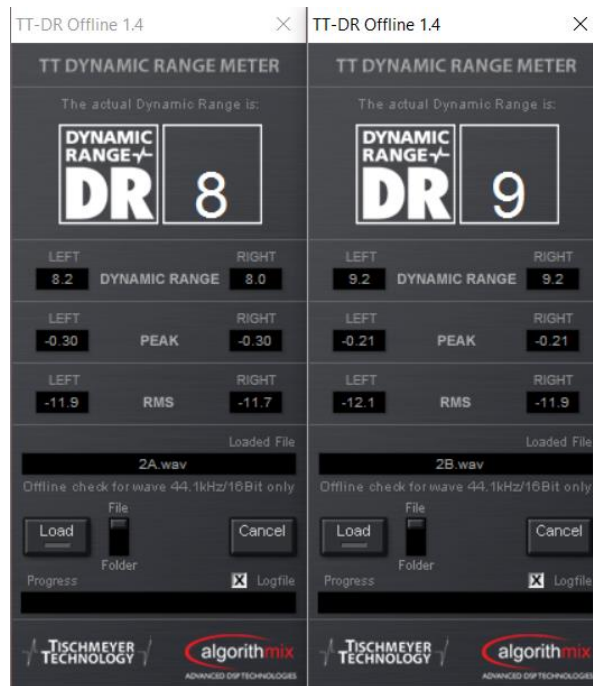 TT-DR Offline 1.4
TT DYNAMIC RANGE METER
The actual Dynamic Range is:
DYNAMIC
RANGE
DR
8
LEFT RIGHT
8.2 DYNAMIC RANGE 8.0
LEFT RIGHT
-0.30 PEAK -0.30
LEFT RIGHT
-11.9 RMS -11.7
Loaded File
2A.wav
Offline check for wave 44.1kHz/16Bit only
File
Load Cancel
Folder
Progress X Logfile
TISCHMEYER
TECHNOLOGY
algorithmix
ADVANCED DSP TECHNOLOGIES
TT-DR Offline 1.4
TT DYNAMIC RANGE METER
The actual Dynamic Range is:
DYNAMIC
RANGE
DR
9
LEFT RIGHT
9.2 DYNAMIC RANGE 9.2
LEFT RIGHT
-0.21 PEAK -0.21
LEFT RIGHT
-12.1 RMS -11.9
Loaded File
2B.wav
Offline check for wave 44.1kHz/16Bit only
File
Load Cancel
Folder
Progress X Logfile
TISCHMEYER
TECHNOLOGY
algorithmix
ADVANCED DSP TECHNOLOGIES